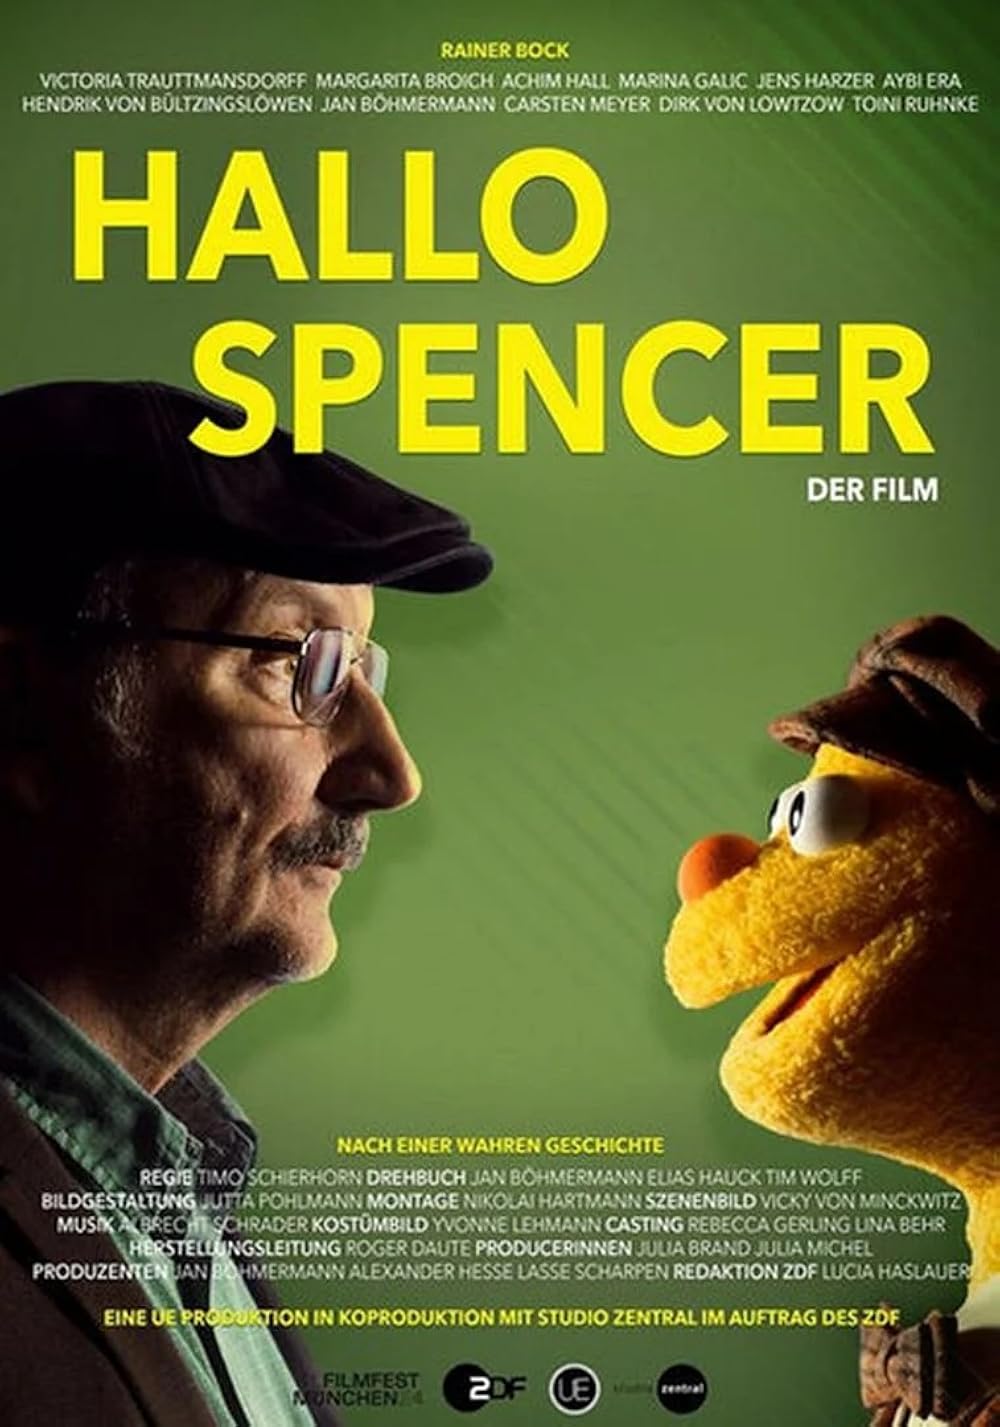 RAINER BOCK
VICTORIA TRAUTTMANSDORFF MARGARITA BROICH ACHIM HALL MARINA GALIC JENS HARZER AYBI ERA
HENDRIK VON BÜLTZINGSLÖWEN JAN BÖHMERMANN CARSTEN MEYER DIRK VON LOWTZOW TOINI RUHNKE
HALLO
SPENCER
DER FILM
NACH EINER WAHREN GESCHICHTE
REGIE TIMO SCHIERHORN DREHBUCH JAN BÖHMERMANN ELIAS HAUCK TIM WOLFF
BILDGESTALTUNG JUTTA POHLMANN MONTAGE NIKOLAI HARTMANN SZENENBILD VICKY VON MINCKWITZ
MUSIK ALBRECHT SCHRADER KOSTÜMBILD YVONNE LEHMANN CASTING REBECCA GERLING LINA BEHR
HERSTELLUNGSLEITUNG ROGER DAUTE PRODUCERINNEN JULIA BRAND JULIA MICHEL
PRODUZENTEN JAN BÖHMERMANN ALEXANDER HESSE LASSE SCHARPEN REDAKTION ZDF LUCIA HASLAUER
EINE UE PRODUKTION IN KOPRODUKTION MIT STUDIO ZENTRAL IM AUFTRAG DES ZDF
FILMFEST
MÜNCHEN24
ZDF
UE
studio zentral